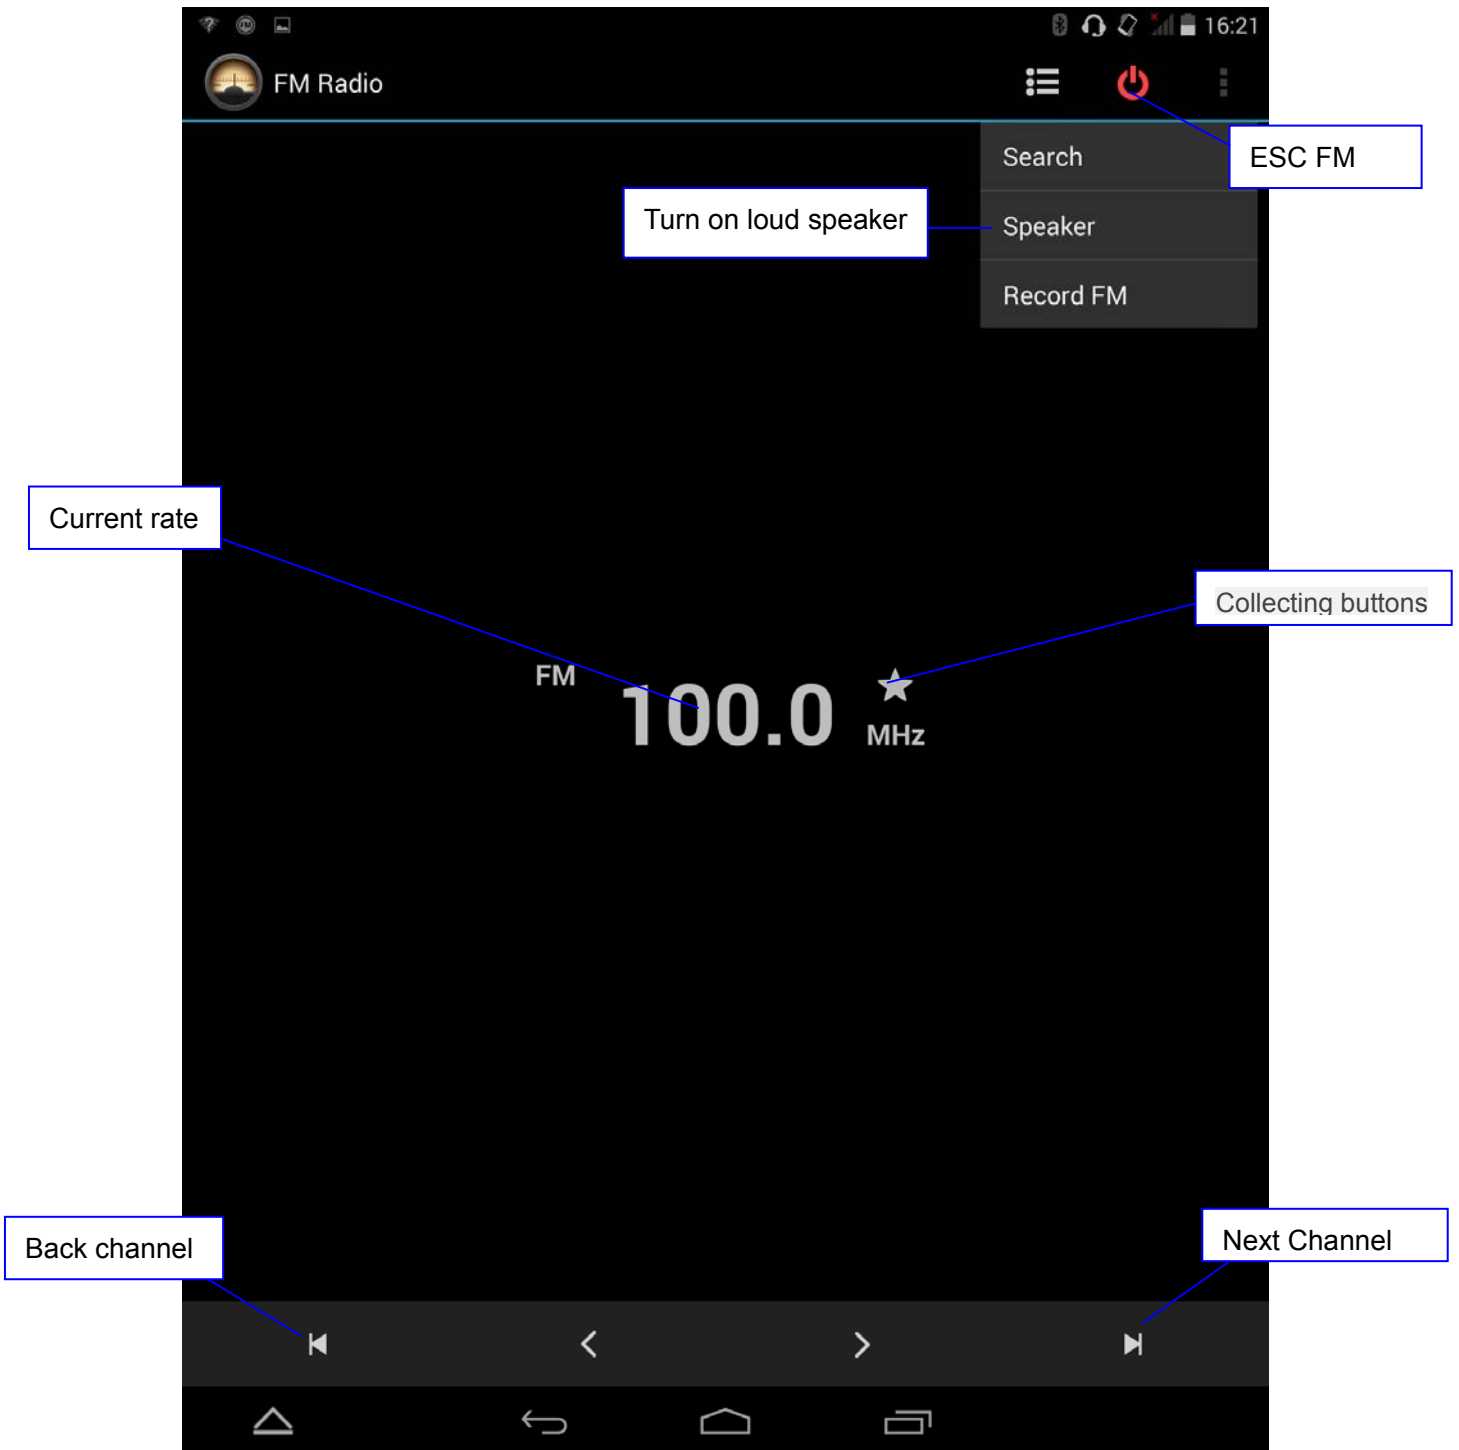 16:21
FM Radio
ESC FM
Search
Turn on loud speaker
Speaker
Record FM
Current rate
Collecting buttons
FM
100.0
MHz
Back channel
Next Channel